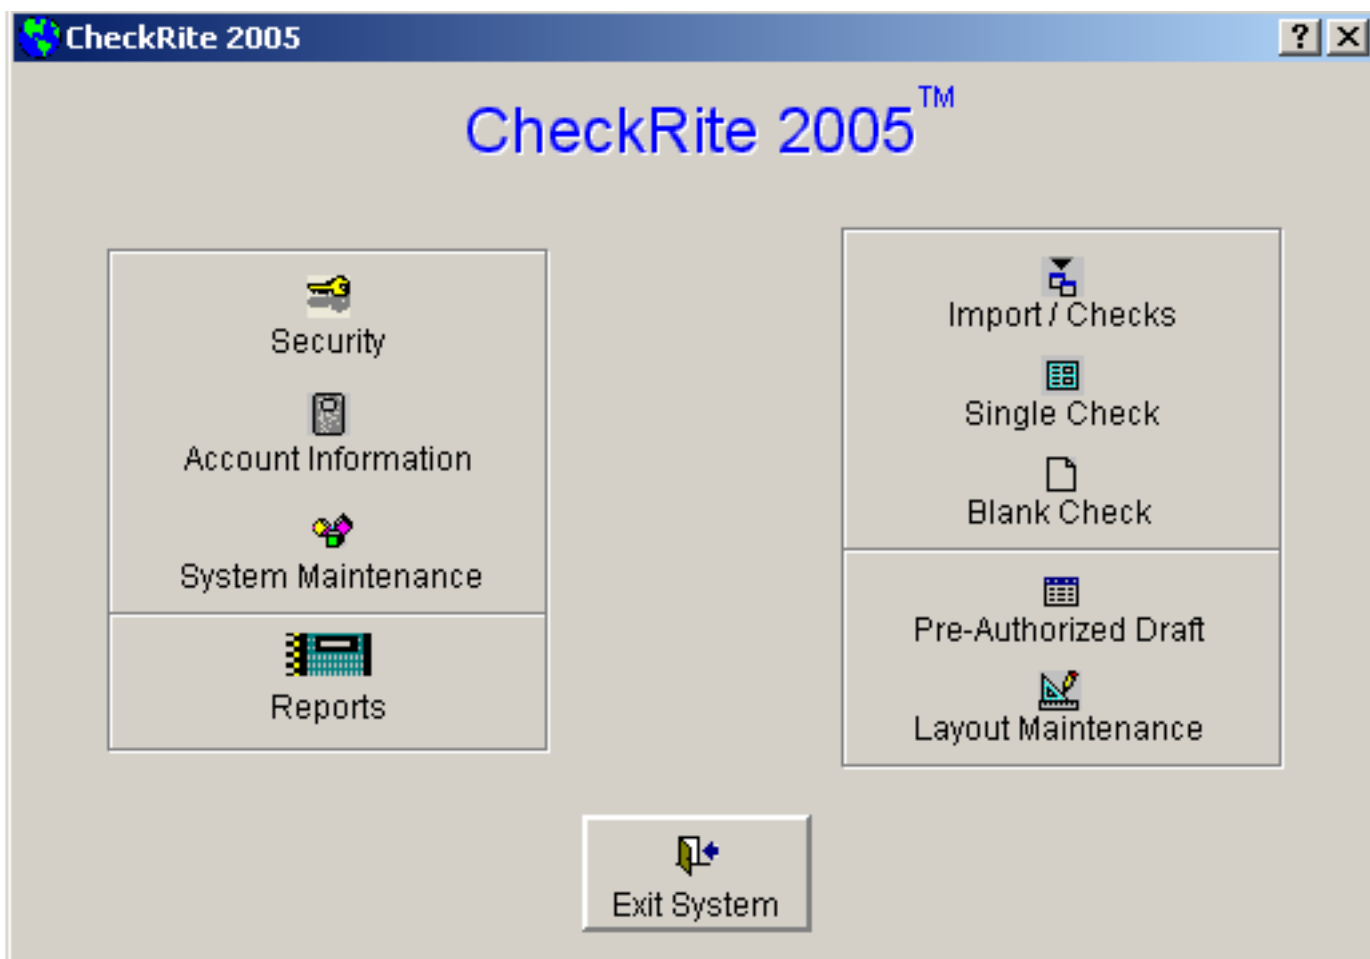 CheckRite 2005
CheckRite 2005™
Security
Account Information
System Maintenance
Reports
Import / Checks
Single Check
Blank Check
Pre-Authorized Draft
Layout Maintenance
Exit System